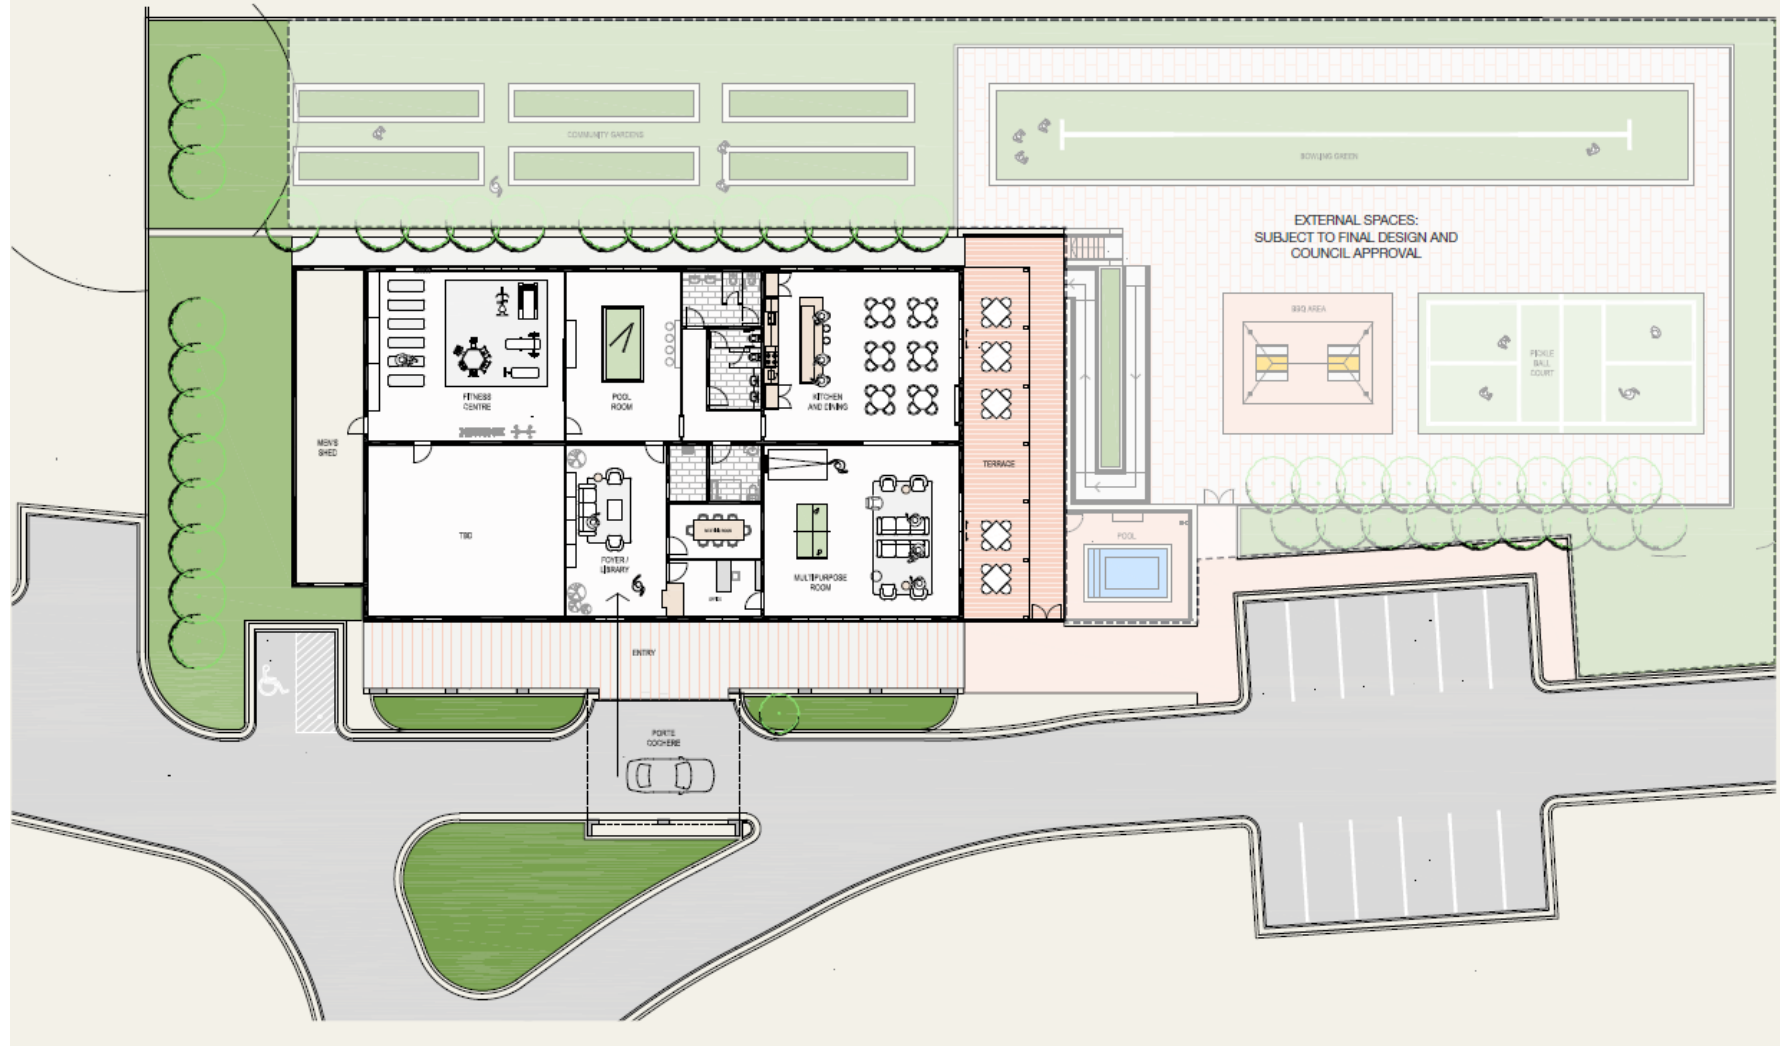 COMMUNITY GARDENS
BOWLING GREEN
EXTERNAL SPACES:
SUBJECT TO FINAL DESIGN AND
COUNCIL APPROVAL
BBQ AREA
PICKLE
BALL
COURT
FITNESS
CENTRE
POOL
ROOM
KITCHEN
AND DINING
MEN'S
SHED
TERRACE
TBD
FOYER /
LIBRARY
MULTIPURPOSE
ROOM
POOL
ENTRY
PORTE
COCHERE